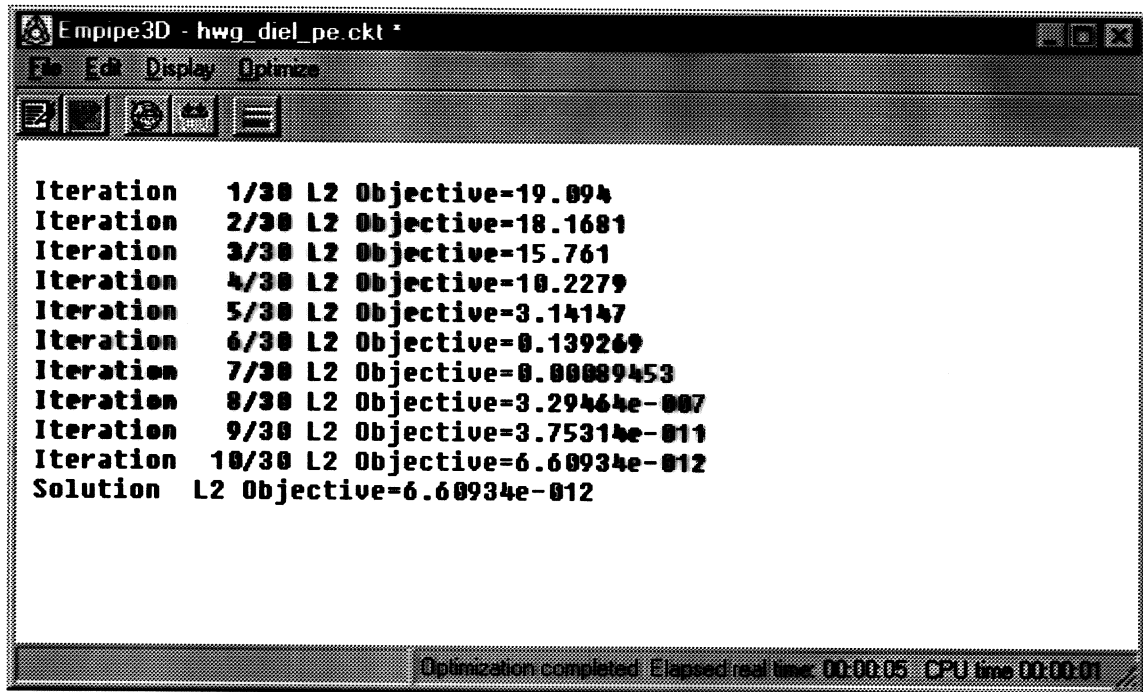 Empipe3D - hwg_diel_pe.ckt *
File Edit Display Optimize
Iteration 1/30 L2 Objective=19.094
Iteration 2/30 L2 Objective=18.1681
Iteration 3/30 L2 Objective=15.761
Iteration 4/30 L2 Objective=10.2279
Iteration 5/30 L2 Objective=3.14147
Iteration 6/30 L2 Objective=0.139269
Iteration 7/30 L2 Objective=0.00089453
Iteration 8/30 L2 Objective=3.29464e-007
Iteration 9/30 L2 Objective=3.75314e-011
Iteration 10/30 L2 Objective=6.60934e-012
Solution L2 Objective=6.60934e-012
Optimization completed Elapsed real time: 00:00:05 CPU time 00:00:01